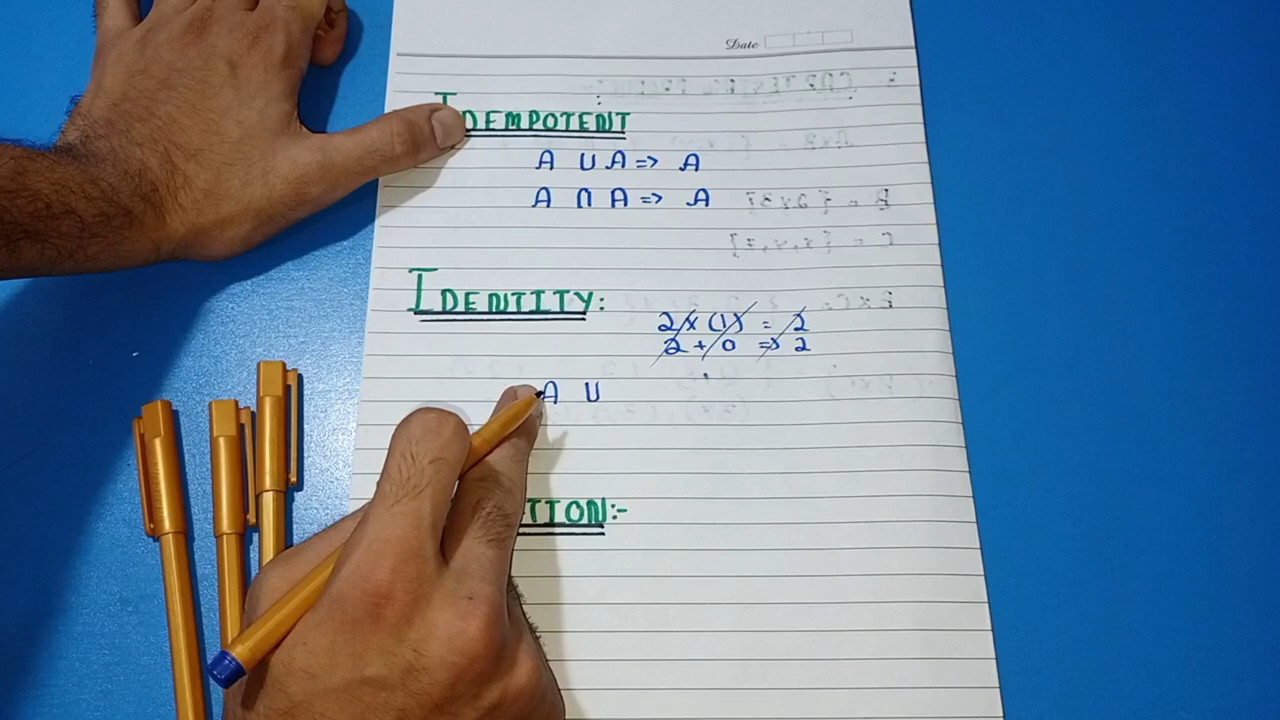 Date
IDEMPOTENT
A ∪ A => A
A ∩ A => A
IDENTITY:
2 x (1) = 2
2 + 0 => 2
A ∪
TION:-